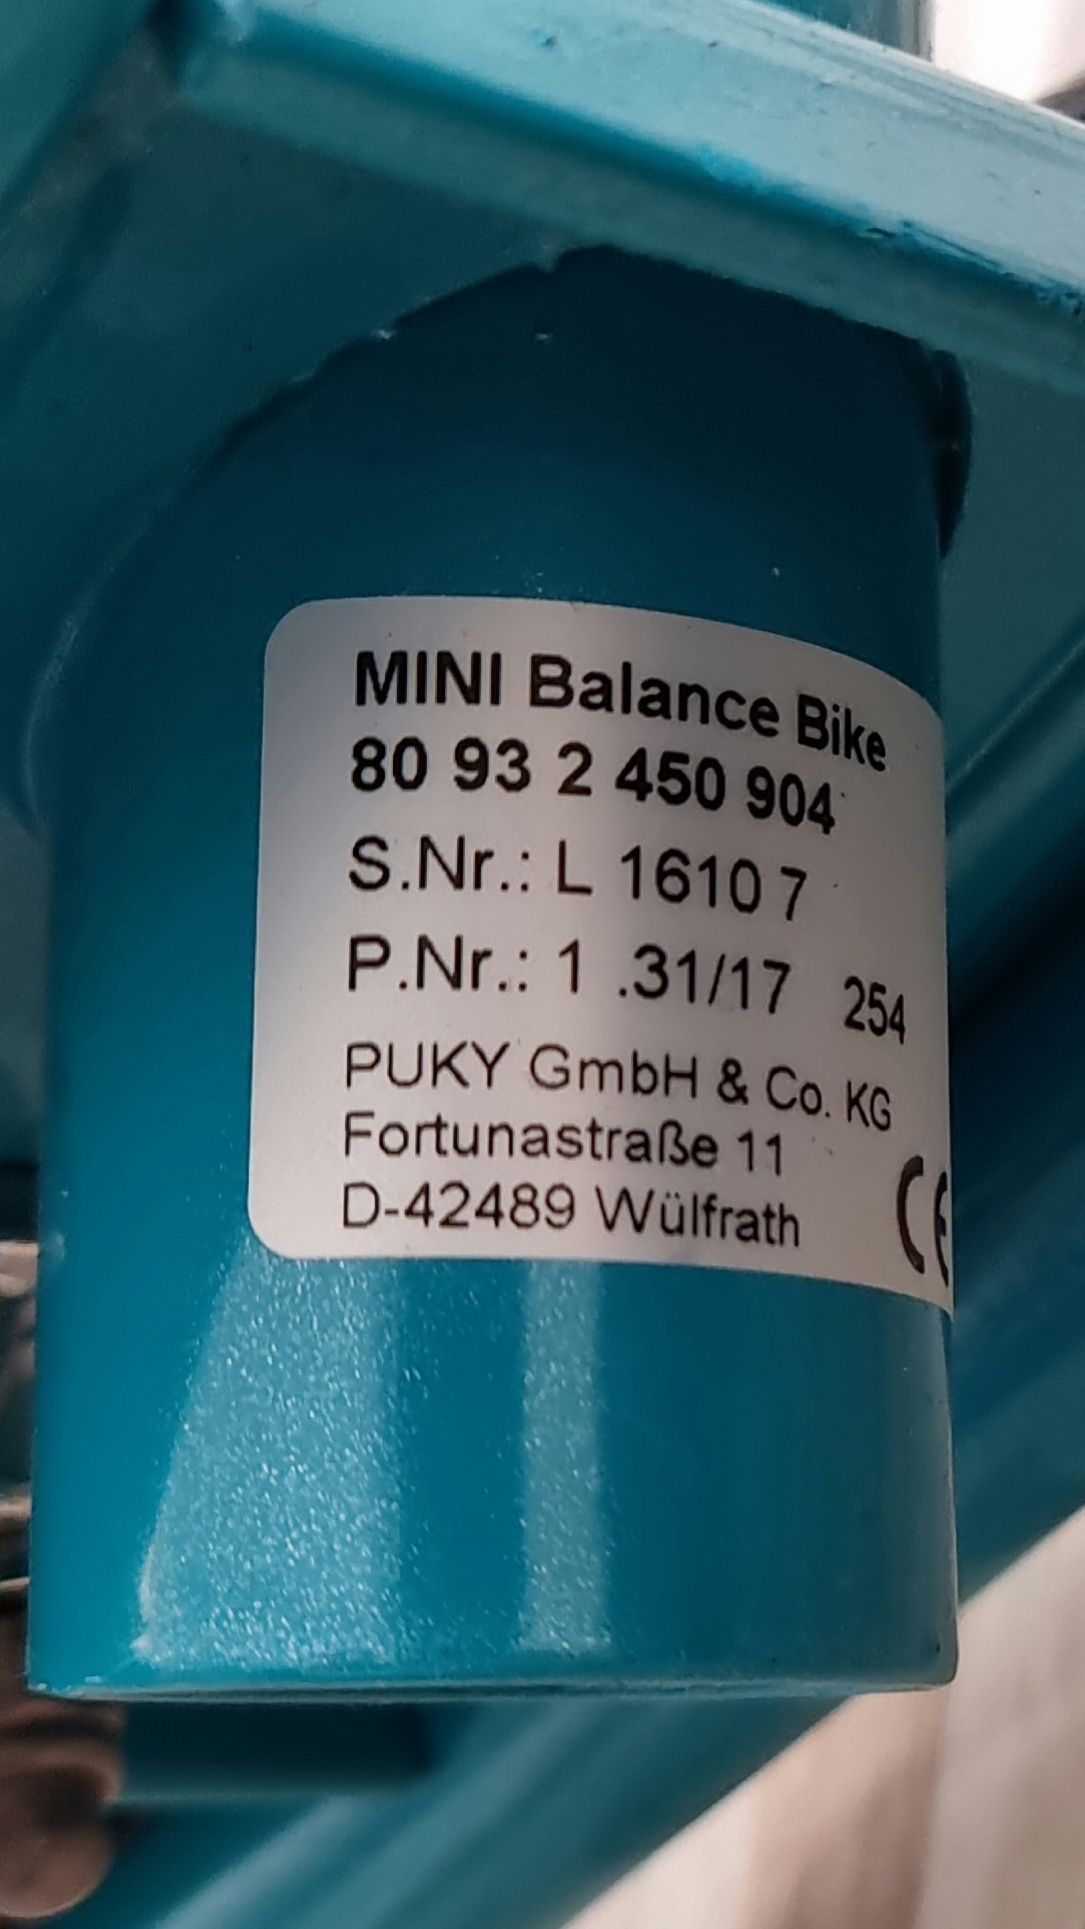 MINI Balance Bike
80 93 2 450 904
S.Nr.: L 1610 7
P.Nr.: 1 .31/17 254
PUKY GmbH & Co. KG
Fortunastraße 11
D-42489 Wülfrath
CE